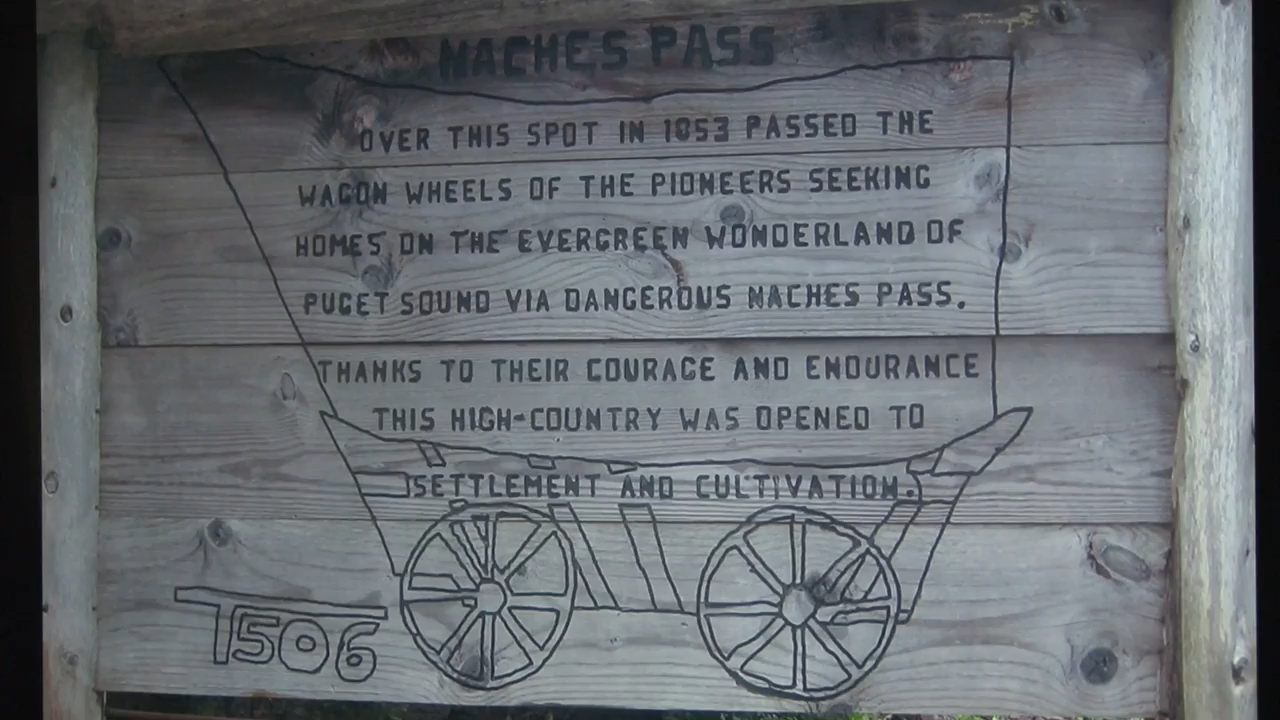 NACHES PASS
OVER THIS SPOT IN 1853 PASSED THE
WAGON WHEELS OF THE PIONEERS SEEKING
HOMES ON THE EVERGREEN WONDERLAND OF
PUGET SOUND VIA DANGEROUS NACHES PASS.
THANKS TO THEIR COURAGE AND ENDURANCE
THIS HIGH-COUNTRY WAS OPENED TO
SETTLEMENT AND CULTIVATION.
T506